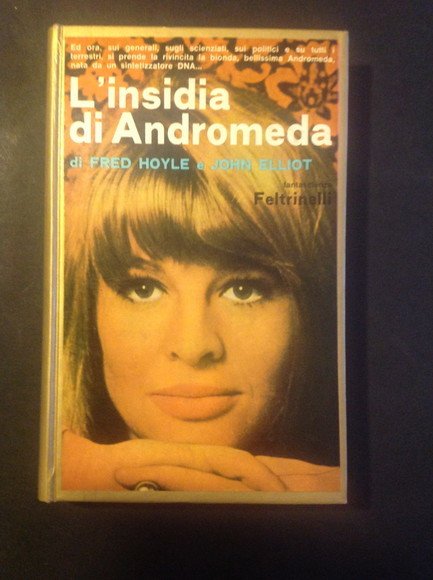 Ed ora, sui generali, sugli scienziati, sui politici e su tutti i
terrestri, si prende la rivincita la bionda, bellissima Andromeda,
nata da un sintetizzatore DNA...
L'insidia
di Andromeda
di FRED HOYLE e JOHN ELLIOT
fantascienza
Feltrinelli